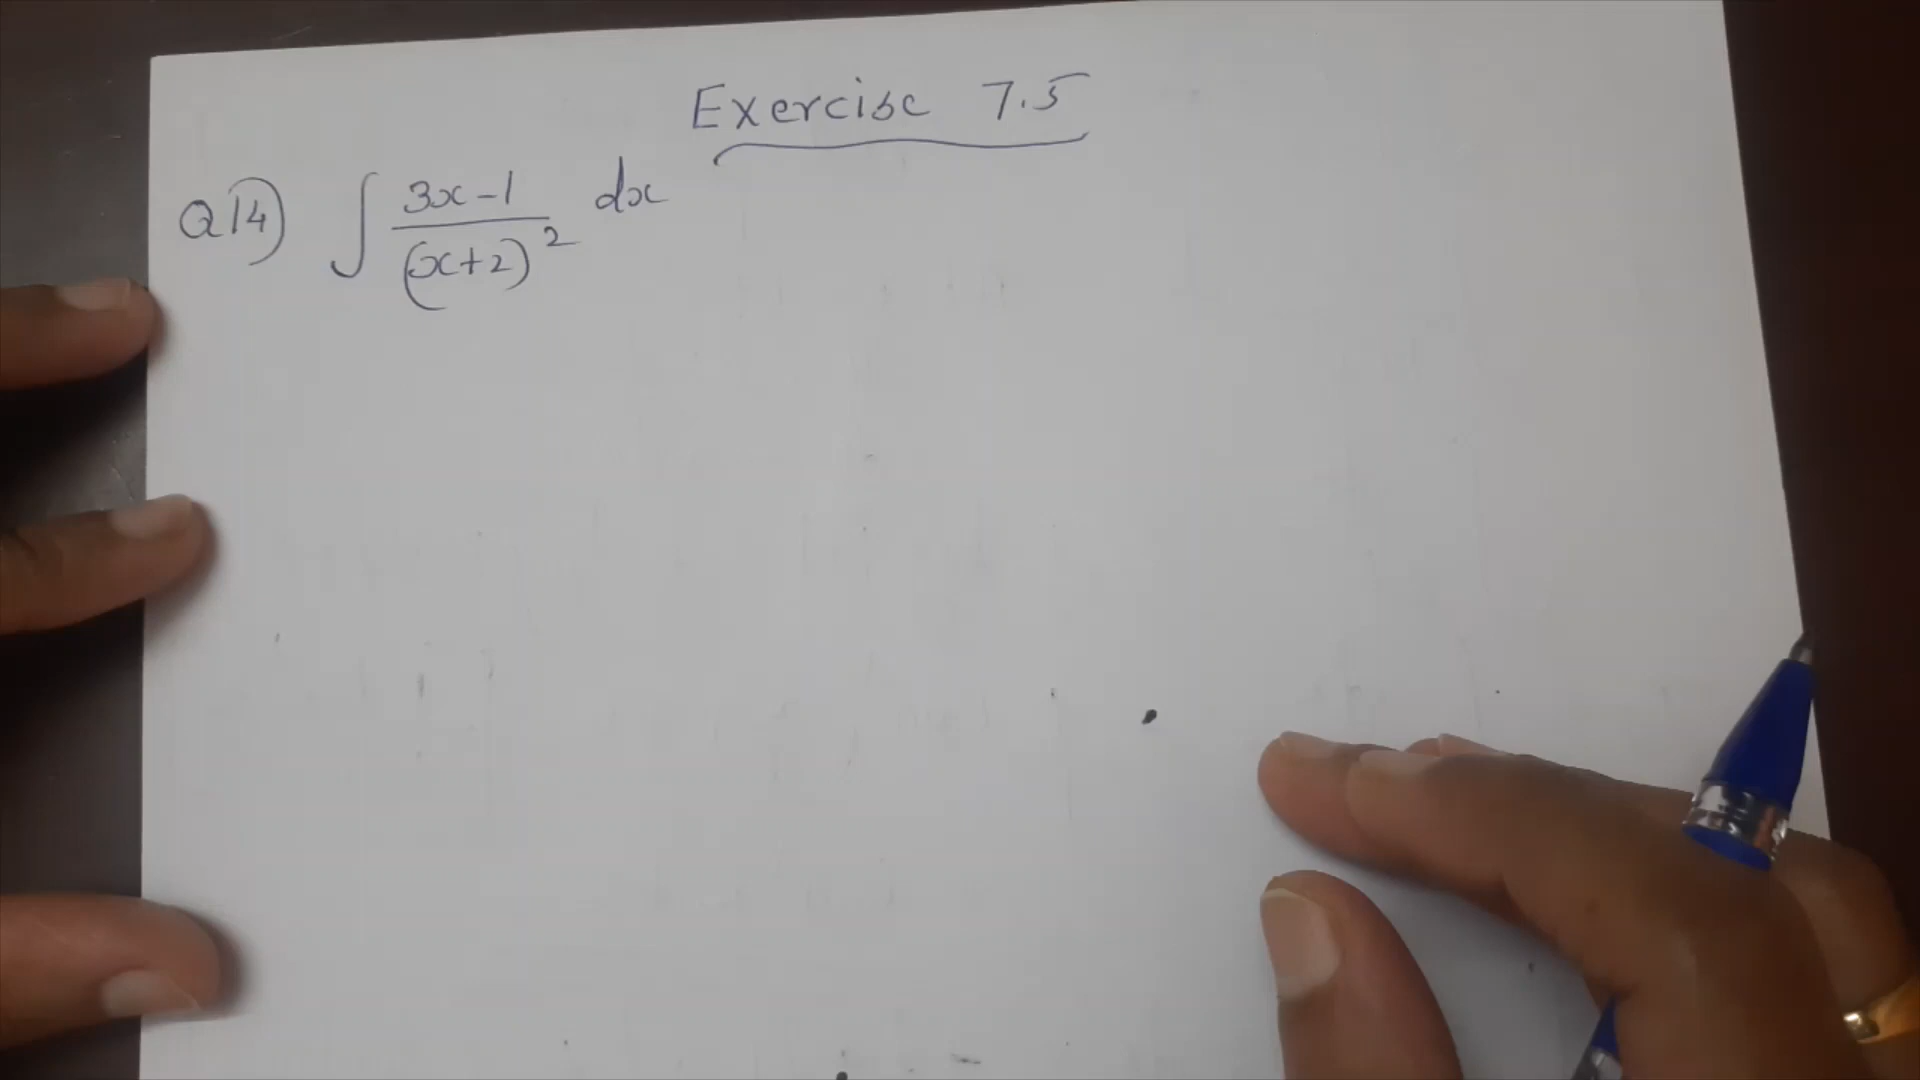 Exercise 7.5
Q14) ∫ (3x-1)/(x+2)² dx